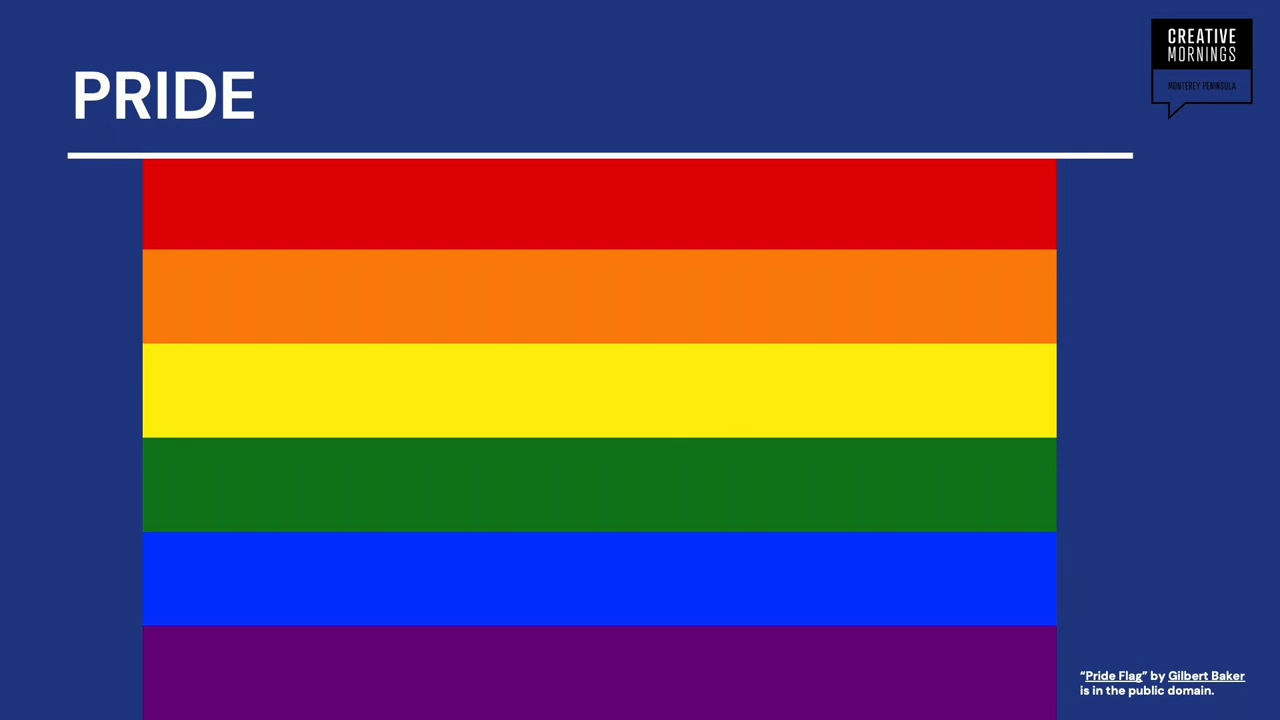 PRIDE
CREATIVE
MORNINGS
MONTEREY PENINSULA
“Pride Flag” by Gilbert Baker
is in the public domain.